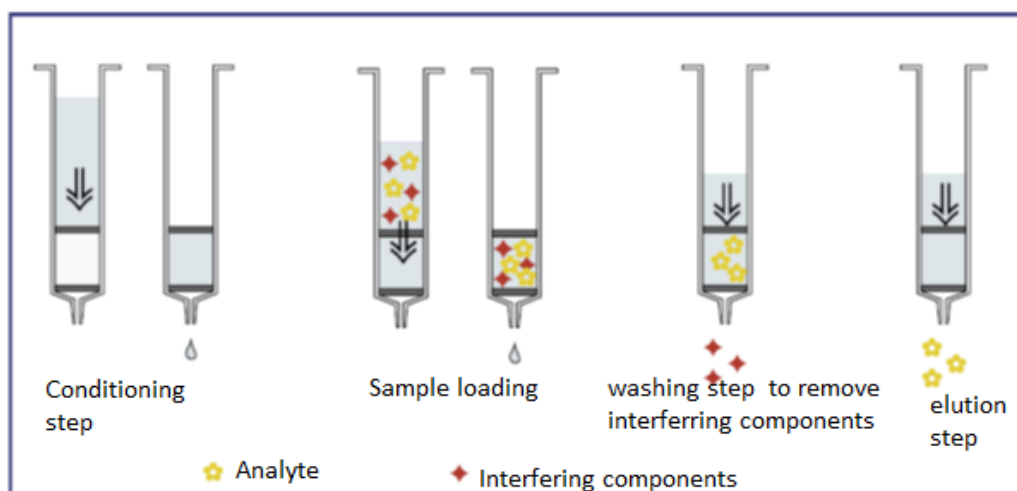 Conditioning
step
Sample loading
washing step  to remove
interferring components
elution
step
Analyte
Interfering components